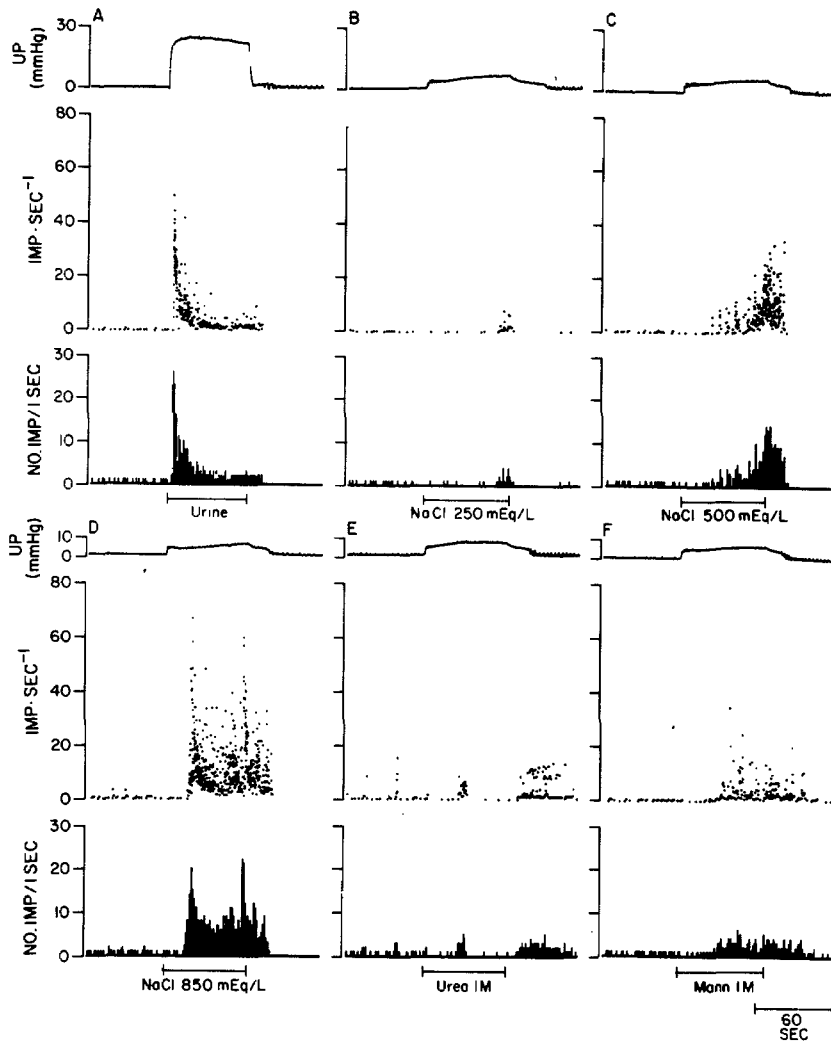 A
B
C
UP
(mmHg)
30
0
IMP·SEC⁻¹
80
60
40
20
0
NO. IMP/1 SEC
30
20
10
0
Urine
NaCl 250 mEq/L
NaCl 500 mEq/L
D
E
F
UP
(mmHg)
10
0
IMP·SEC⁻¹
80
60
40
20
0
NO. IMP/1 SEC
30
20
10
0
NaCl 850 mEq/L
Urea 1M
Mann 1M
60
SEC